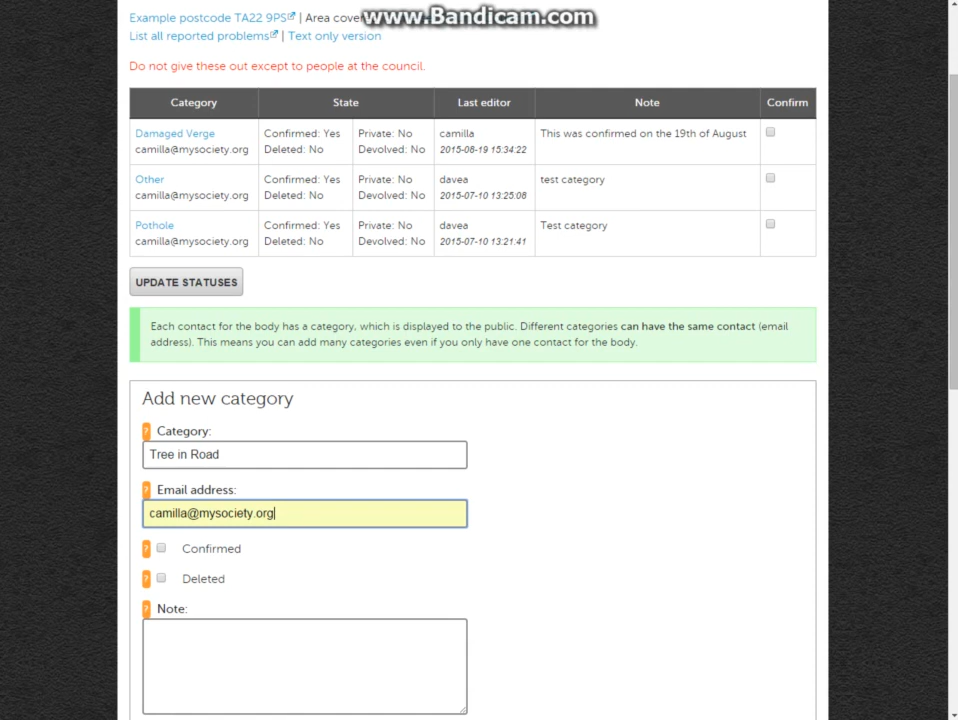 www.Bandicam.com
Example postcode TA22 9PS | Area cove
List all reported problems | Text only version
Do not give these out except to people at the council.
Category State Last editor Note Confirm
Damaged Verge Confirmed: Yes Private: No camilla This was confirmed on the 19th of August
camilla@mysociety.org Deleted: No Devolved: No 2015-08-19 15:34:22
Other Confirmed: Yes Private: No davea test category
camilla@mysociety.org Deleted: No Devolved: No 2015-07-10 13:25:08
Pothole Confirmed: Yes Private: No davea Test category
camilla@mysociety.org Deleted: No Devolved: No 2015-07-10 13:21:41
UPDATE STATUSES
Each contact for the body has a category, which is displayed to the public. Different categories can have the same contact (email
address). This means you can add many categories even if you only have one contact for the body.
Add new category
? Category:
Tree in Road
? Email address:
camilla@mysociety.org
? Confirmed
? Deleted
? Note: